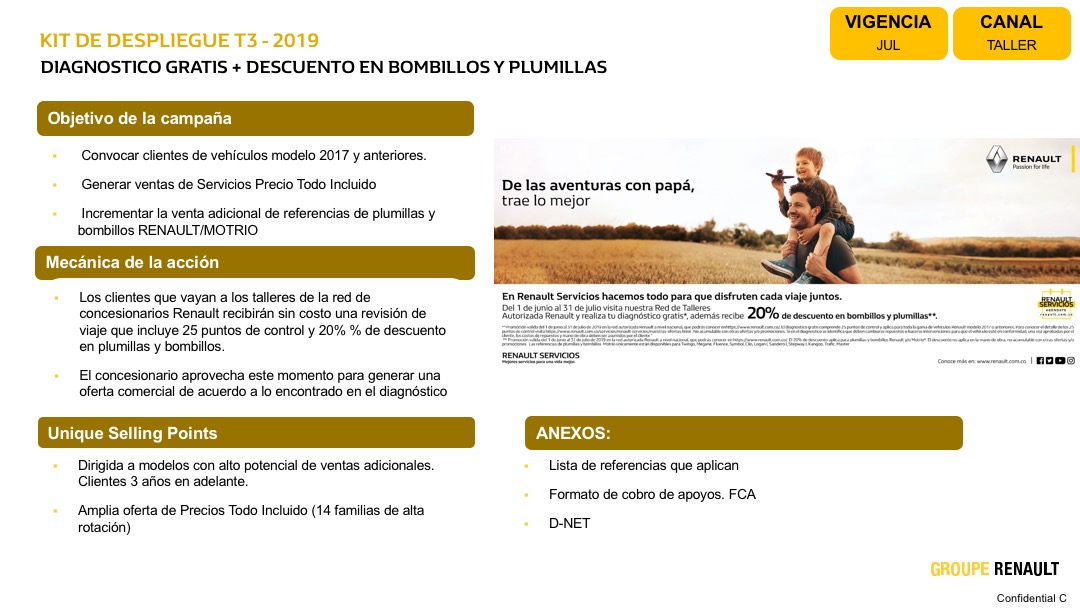 KIT DE DESPLIEGUE T3 - 2019
DIAGNOSTICO GRATIS + DESCUENTO EN BOMBILLOS Y PLUMILLAS
VIGENCIA
JUL
CANAL
TALLER
Objetivo de la campaña
Convocar clientes de vehículos modelo 2017 y anteriores.
Generar ventas de Servicios Precio Todo Incluido
Incrementar la venta adicional de referencias de plumillas y
bombillos RENAULT/MOTRIO
Mecánica de la acción
Los clientes que vayan a los talleres de la red de
concesionarios Renault recibirán sin costo una revisión de
viaje que incluye 25 puntos de control y 20% % de descuento
en plumillas y bombillos.
El concesionario aprovecha este momento para generar una
oferta comercial de acuerdo a lo encontrado en el diagnóstico
Unique Selling Points
Dirigida a modelos con alto potencial de ventas adicionales.
Clientes 3 años en adelante.
Amplia oferta de Precios Todo Incluido (14 familias de alta
rotación)
De las aventuras con papá,
trae lo mejor
RENAULT
Passion for life
En Renault Servicios hacemos todo para que disfruten cada viaje juntos.
Del 1 de junio al 31 de julio visita nuestra Red de Talleres
Autorizada Renault y realiza tu diagnóstico gratis*, además recibe 20% de descuento en bombillos y plumillas**.
RENAULT
SERVICIOS
AGÉNDATE
RENAULT SERVICIOS
Mejores servicios para una vida mejor.
Conoce más en: www.renault.com.co
ANEXOS:
Lista de referencias que aplican
Formato de cobro de apoyos. FCA
D-NET
GROUPE RENAULT
Confidential C